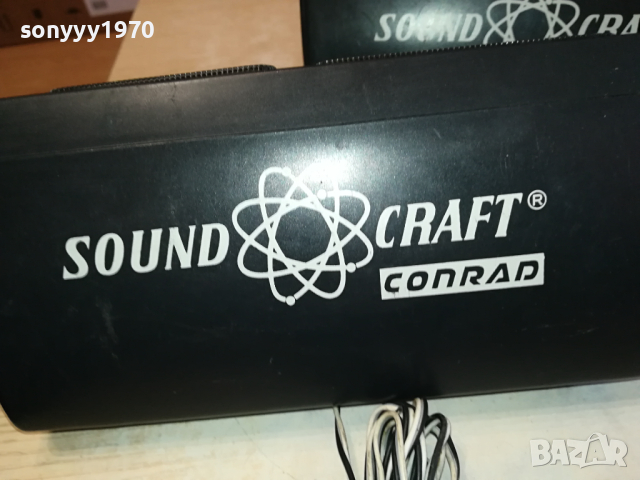 sonyyy1970
SOUND CRAFT
SOUND CRAFT®
CONRAD
BAZAR